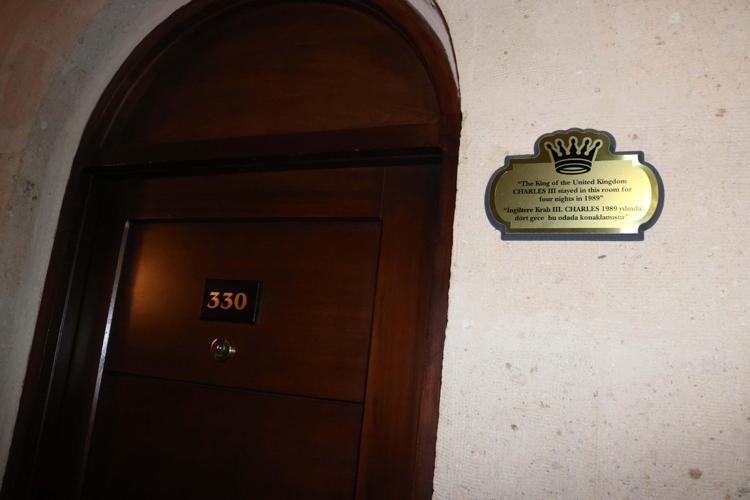 330
“The King of the United Kingdom
CHARLES III stayed in this room for
four nights in 1989”
“İngiltere Kralı III. CHARLES 1989 yılında
dört gece bu odada konaklamıştır”